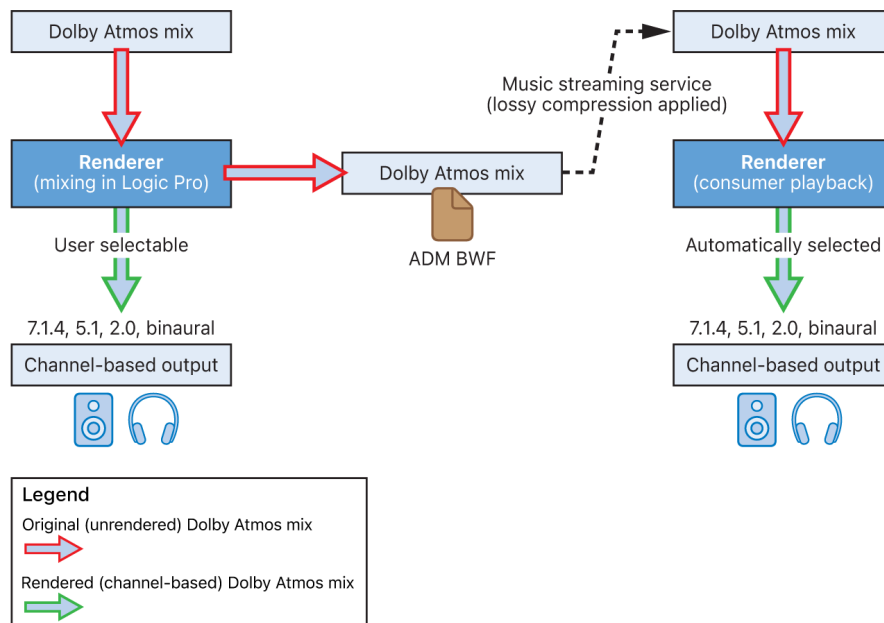 Dolby Atmos mix
Renderer
(mixing in Logic Pro)
User selectable
7.1.4, 5.1, 2.0, binaural
Channel-based output
Dolby Atmos mix
ADM BWF
Music streaming service
(lossy compression applied)
Dolby Atmos mix
Renderer
(consumer playback)
Automatically selected
7.1.4, 5.1, 2.0, binaural
Channel-based output
Legend
Original (unrendered) Dolby Atmos mix
Rendered (channel-based) Dolby Atmos mix